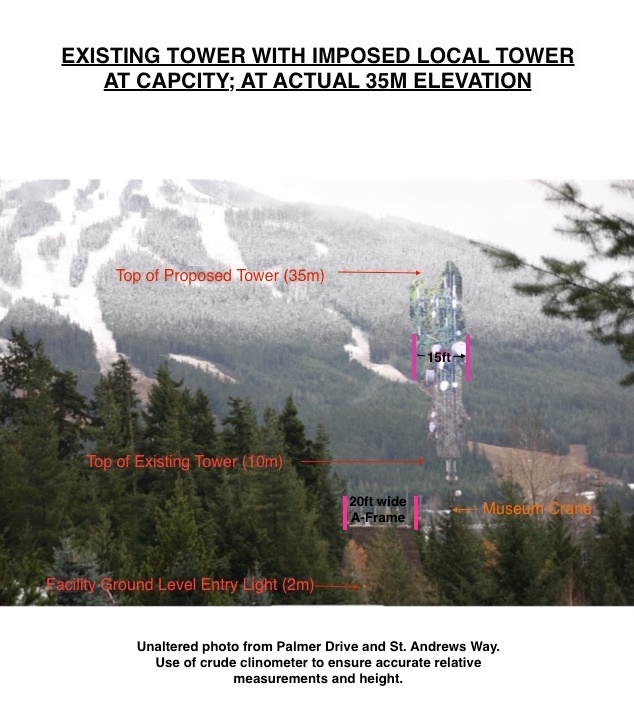 EXISTING TOWER WITH IMPOSED LOCAL TOWER
AT CAPCITY; AT ACTUAL 35M ELEVATION
Top of Proposed Tower (35m)
15ft
Top of Existing Tower (10m)
20ft wide
A-Frame
Museum Crane
Facility Ground Level Entry Light (2m)
Unaltered photo from Palmer Drive and St. Andrews Way.
Use of crude clinometer to ensure accurate relative
measurements and height.